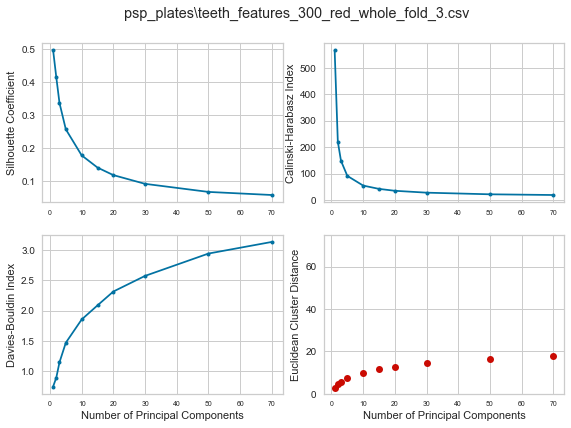 psp_plates\teeth_features_300_red_whole_fold_3.csv
Silhouette Coefficient
0.5
0.4
0.3
0.2
0.1
0 10 20 30 40 50 60 70
Calinski-Harabasz Index
500
400
300
200
100
0
0 10 20 30 40 50 60 70
Davies-Bouldin Index
3.0
2.5
2.0
1.5
1.0
0 10 20 30 40 50 60 70
Number of Principal Components
Euclidean Cluster Distance
60
40
20
0
0 10 20 30 40 50 60 70
Number of Principal Components